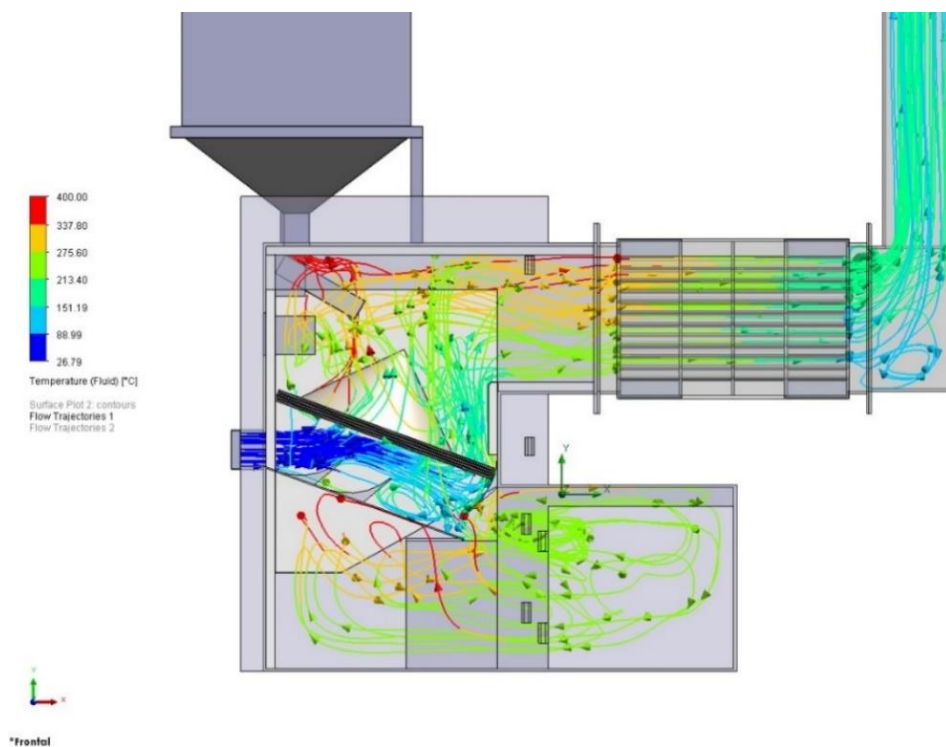 400.00
337.80
275.60
213.40
151.19
88.99
26.79
Temperature (Fluid) [°C]
Surface Plot 2: contours
Flow Trajectories 1
Flow Trajectories 2
Y
X
Y
X
*Frontal